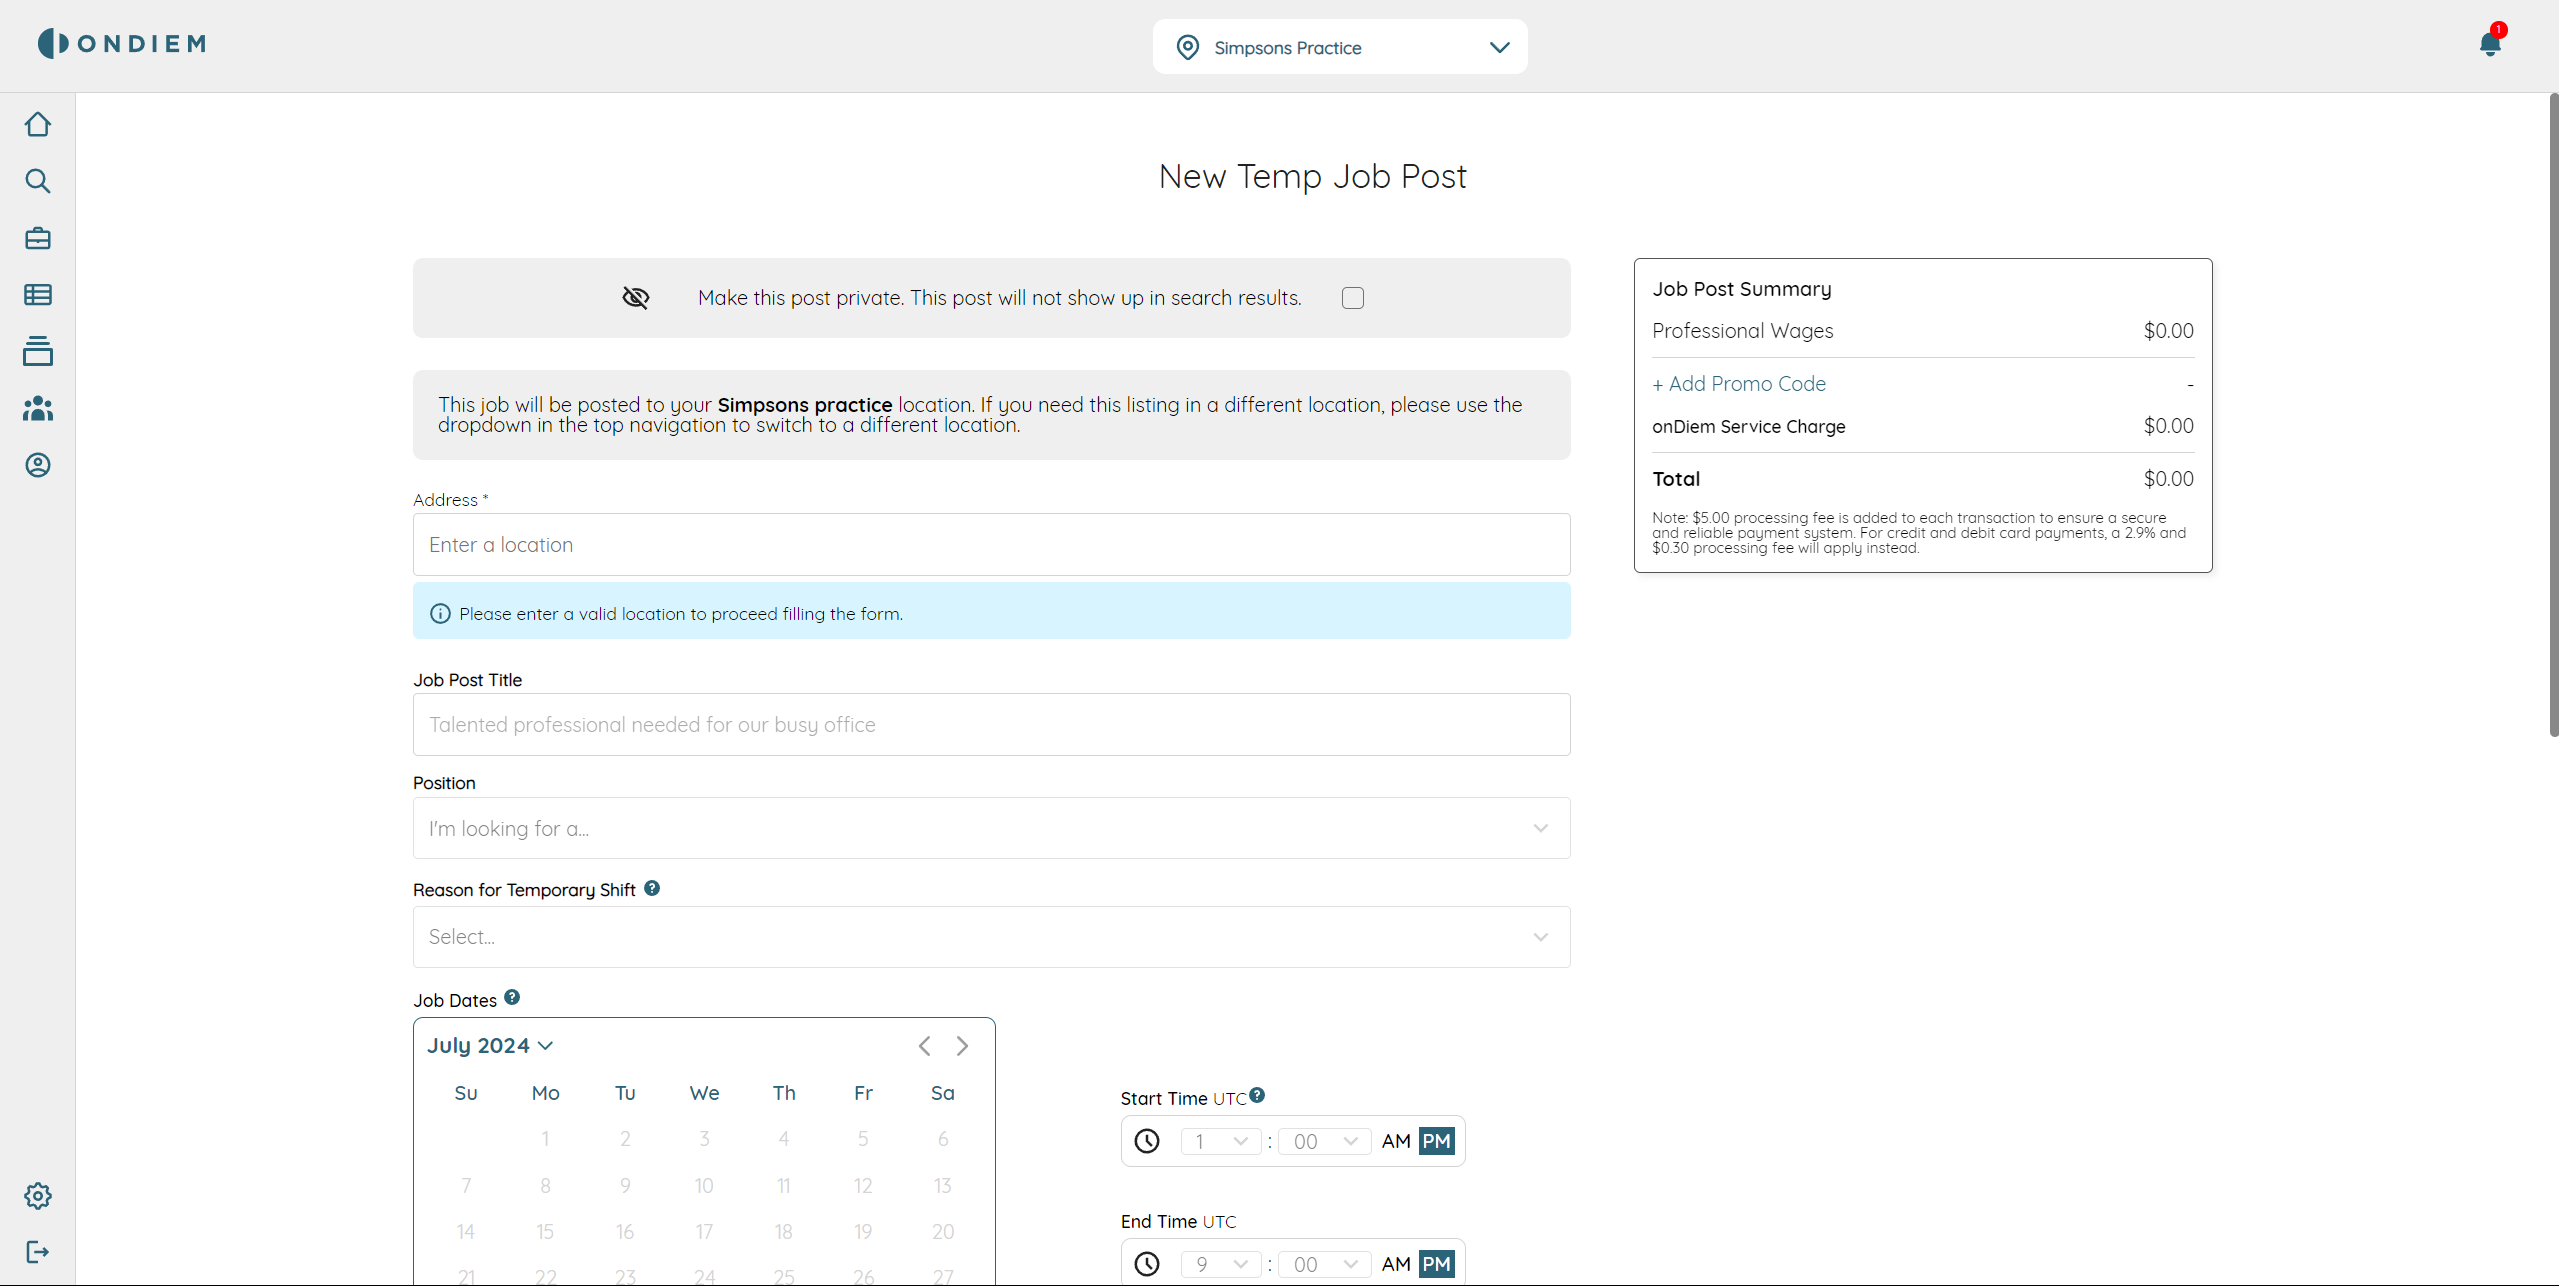 ONDIEM
Simpsons Practice
1
New Temp Job Post
Make this post private. This post will not show up in search results.
This job will be posted to your Simpsons practice location. If you need this listing in a different location, please use the
dropdown in the top navigation to switch to a different location.
Address *
Enter a location
Please enter a valid location to proceed filling the form.
Job Post Title
Talented professional needed for our busy office
Position
I'm looking for a...
Reason for Temporary Shift ?
Select...
Job Dates ?
July 2024
Su Mo Tu We Th Fr Sa
1 2 3 4 5 6
7 8 9 10 11 12 13
14 15 16 17 18 19 20
21 22 23 24 25 26 27
Start Time UTC ?
1 : 00 AM PM
End Time UTC
9 : 00 AM PM
Job Post Summary
Professional Wages $0.00
+ Add Promo Code -
onDiem Service Charge $0.00
Total $0.00
Note: $5.00 processing fee is added to each transaction to ensure a secure
and reliable payment system. For credit and debit card payments, a 2.9% and
$0.30 processing fee will apply instead.